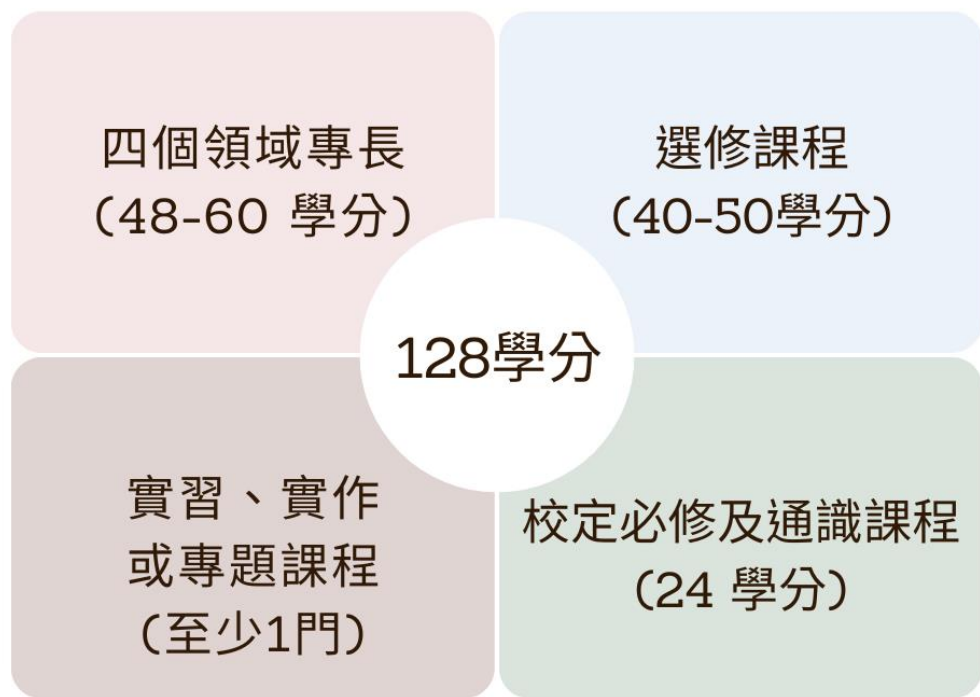 四個領域專長
(48-60 學分)
選修課程
(40-50學分)
128學分
實習、實作
或專題課程
(至少1門)
校定必修及通識課程
(24 學分)